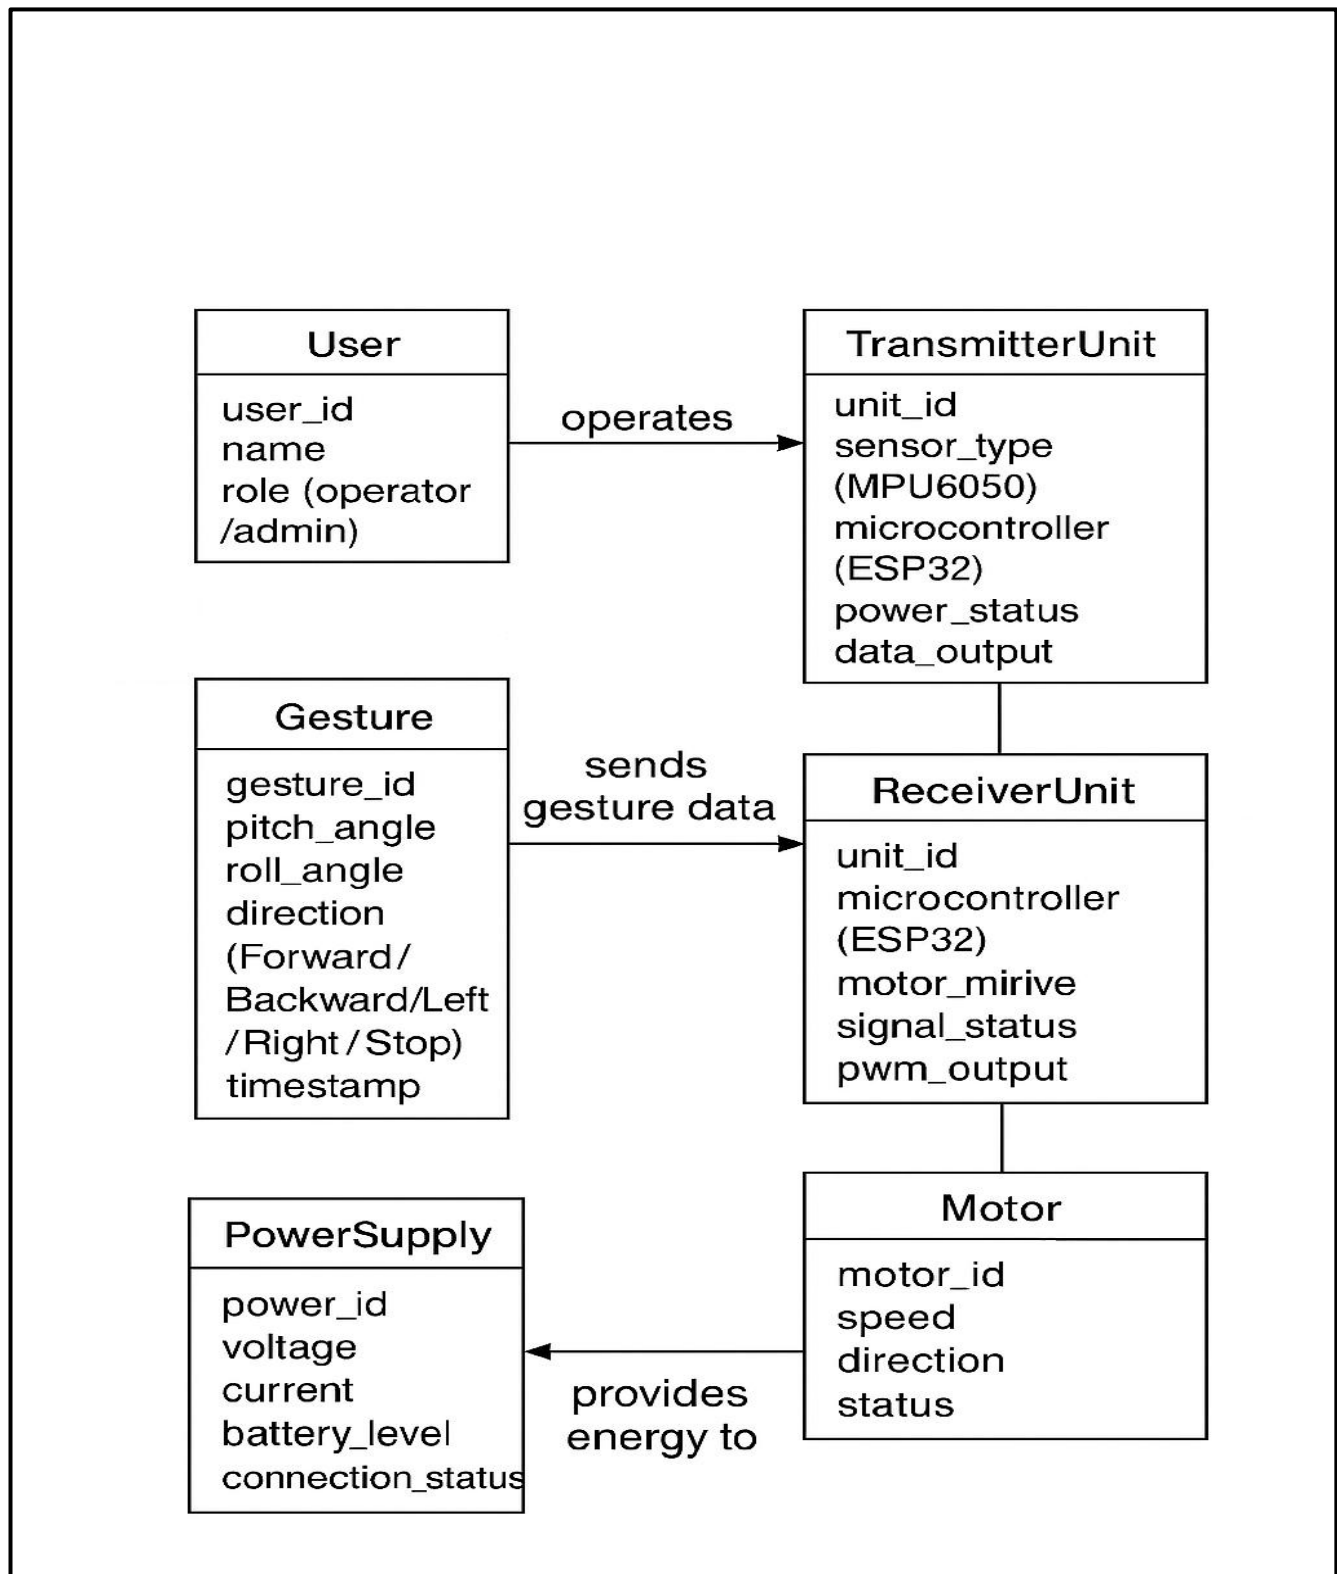 User
user_id
name
role (operator
/admin)
operates
TransmitterUnit
unit_id
sensor_type
(MPU6050)
microcontroller
(ESP32)
power_status
data_output
Gesture
gesture_id
pitch_angle
roll_angle
direction
(Forward/
Backward/Left
/Right/Stop)
timestamp
sends
gesture data
ReceiverUnit
unit_id
microcontroller
(ESP32)
motor_mirive
signal_status
pwm_output
PowerSupply
power_id
voltage
current
battery_level
connection_status
provides
energy to
Motor
motor_id
speed
direction
status